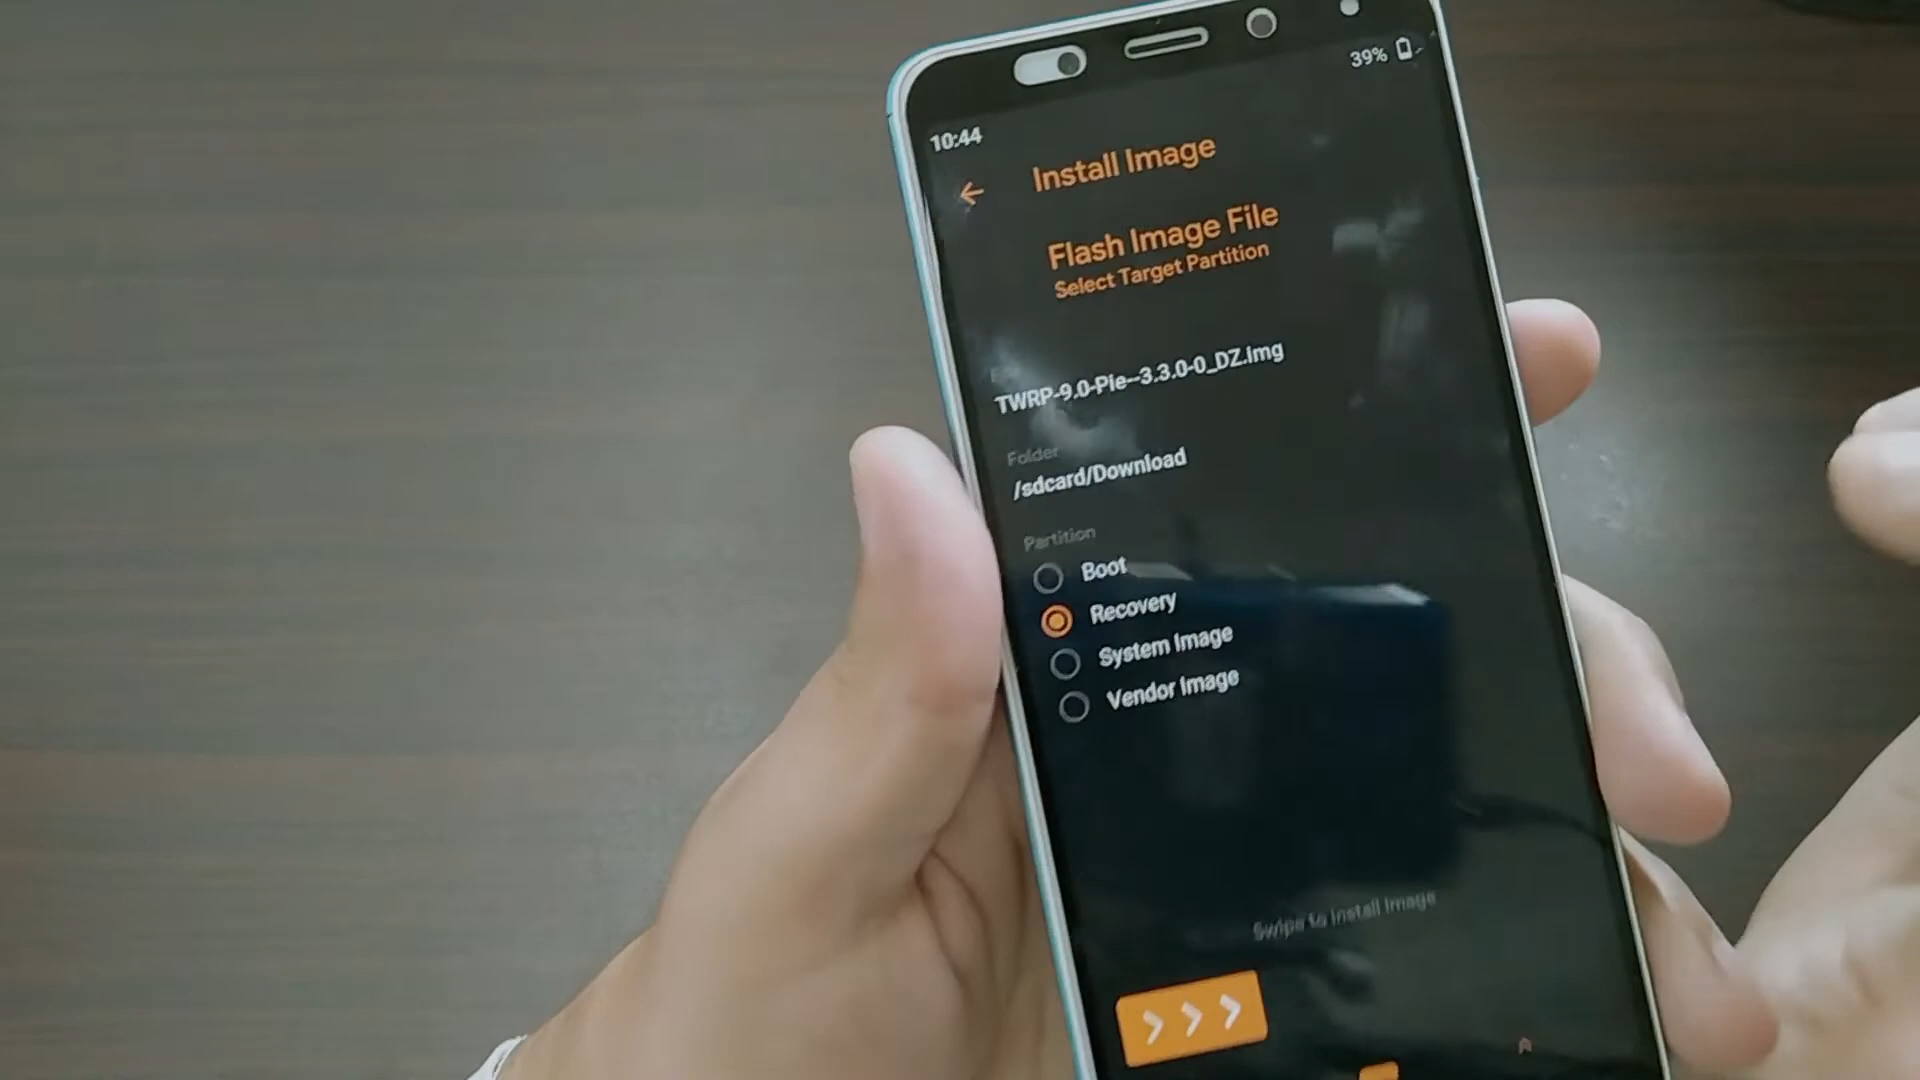 39%
10:44
Install Image
Flash Image File
Select Target Partition
TWRP-9.0-Pie--3.3.0-0_DZ.img
Folder
/sdcard/Download
Partition
Boot
Recovery
System Image
Vendor Image
Swipe to Install Image